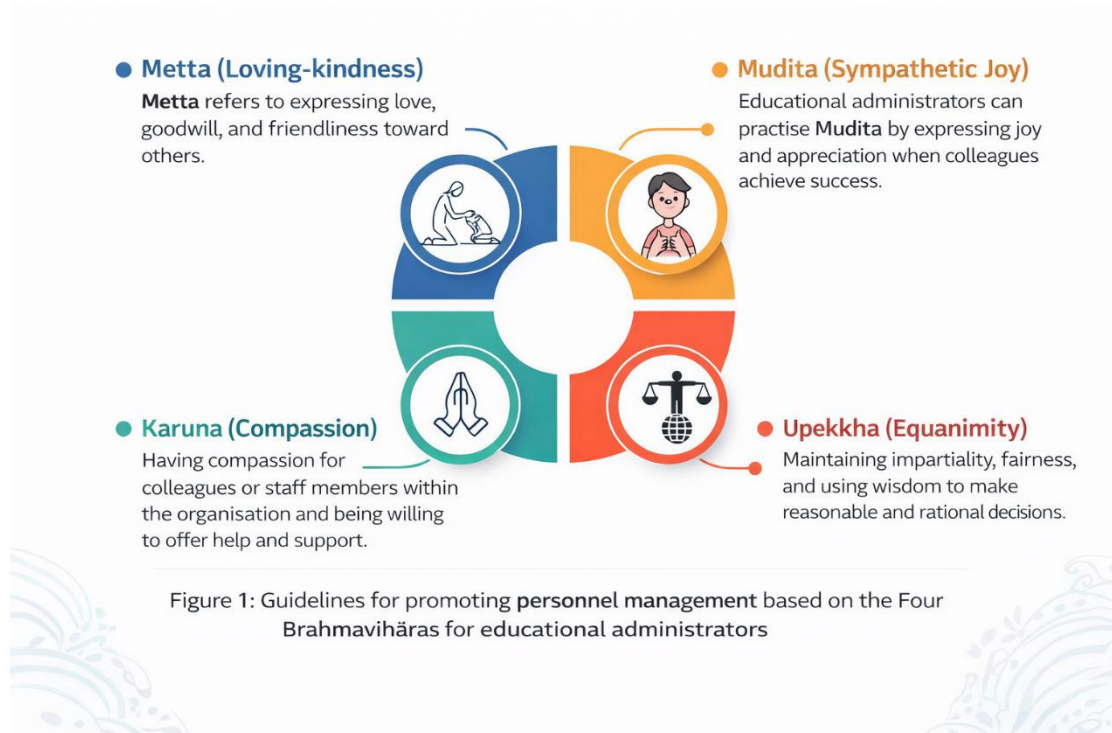 Metta (Loving-kindness)
Metta refers to expressing love,
goodwill, and friendliness toward
others.
Mudita (Sympathetic Joy)
Educational administrators can
practise Mudita by expressing joy
and appreciation when colleagues
achieve success.
Karuna (Compassion)
Having compassion for
colleagues or staff members within
the organisation and being willing
to offer help and support.
Upekkha (Equanimity)
Maintaining impartiality, fairness,
and using wisdom to make
reasonable and rational decisions.
Figure 1: Guidelines for promoting personnel management based on the Four
Brahmavihäras for educational administrators